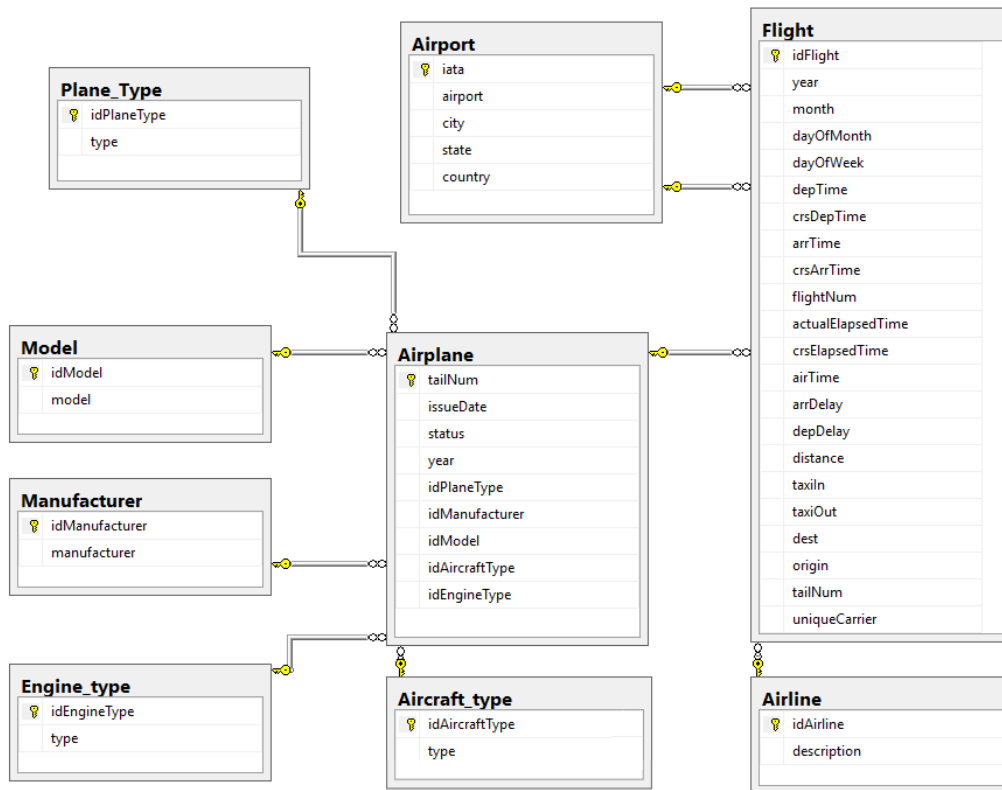 Plane_Type
idPlaneType
type
Airport
iata
airport
city
state
country
Flight
idFlight
year
month
dayOfMonth
dayOfWeek
depTime
crsDepTime
arrTime
crsArrTime
flightNum
actualElapsedTime
crsElapsedTime
airTime
arrDelay
depDelay
distance
taxiIn
taxiOut
dest
origin
tailNum
uniqueCarrier
Model
idModel
model
Airplane
tailNum
issueDate
status
year
idPlaneType
idManufacturer
idModel
idAircraftType
idEngineType
Manufacturer
idManufacturer
manufacturer
Engine_type
idEngineType
type
Aircraft_type
idAircraftType
type
Airline
idAirline
description